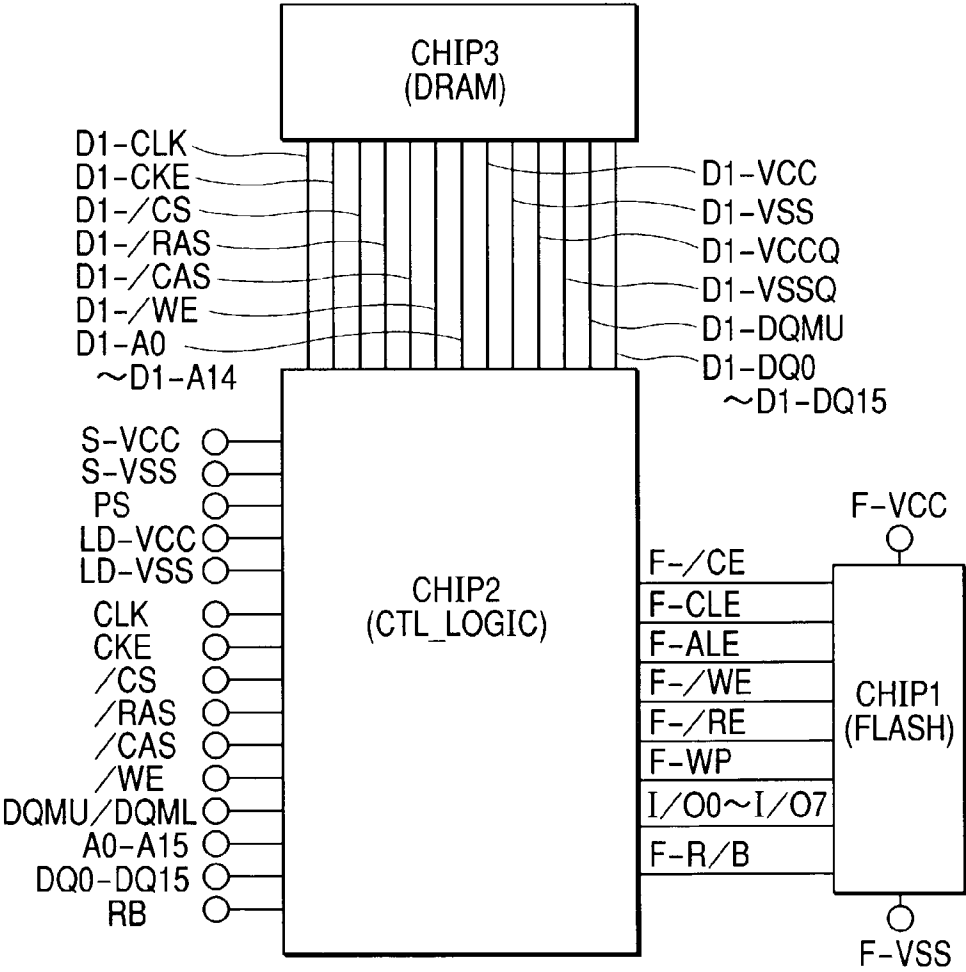 CHIP3
(DRAM)
D1-CLK
D1-CKE
D1-/CS
D1-/RAS
D1-/CAS
D1-/WE
D1-A0
~D1-A14
D1-VCC
D1-VSS
D1-VCCQ
D1-VSSQ
D1-DQMU
D1-DQ0
~D1-DQ15
S-VCC
S-VSS
PS
LD-VCC
LD-VSS
CLK
CKE
/CS
/RAS
/CAS
/WE
DQMU/DQML
A0-A15
DQ0-DQ15
RB
CHIP2
(CTL_LOGIC)
F-/CE
F-CLE
F-ALE
F-/WE
F-/RE
F-WP
I/O0~I/O7
F-R/B
F-VCC
CHIP1
(FLASH)
F-VSS